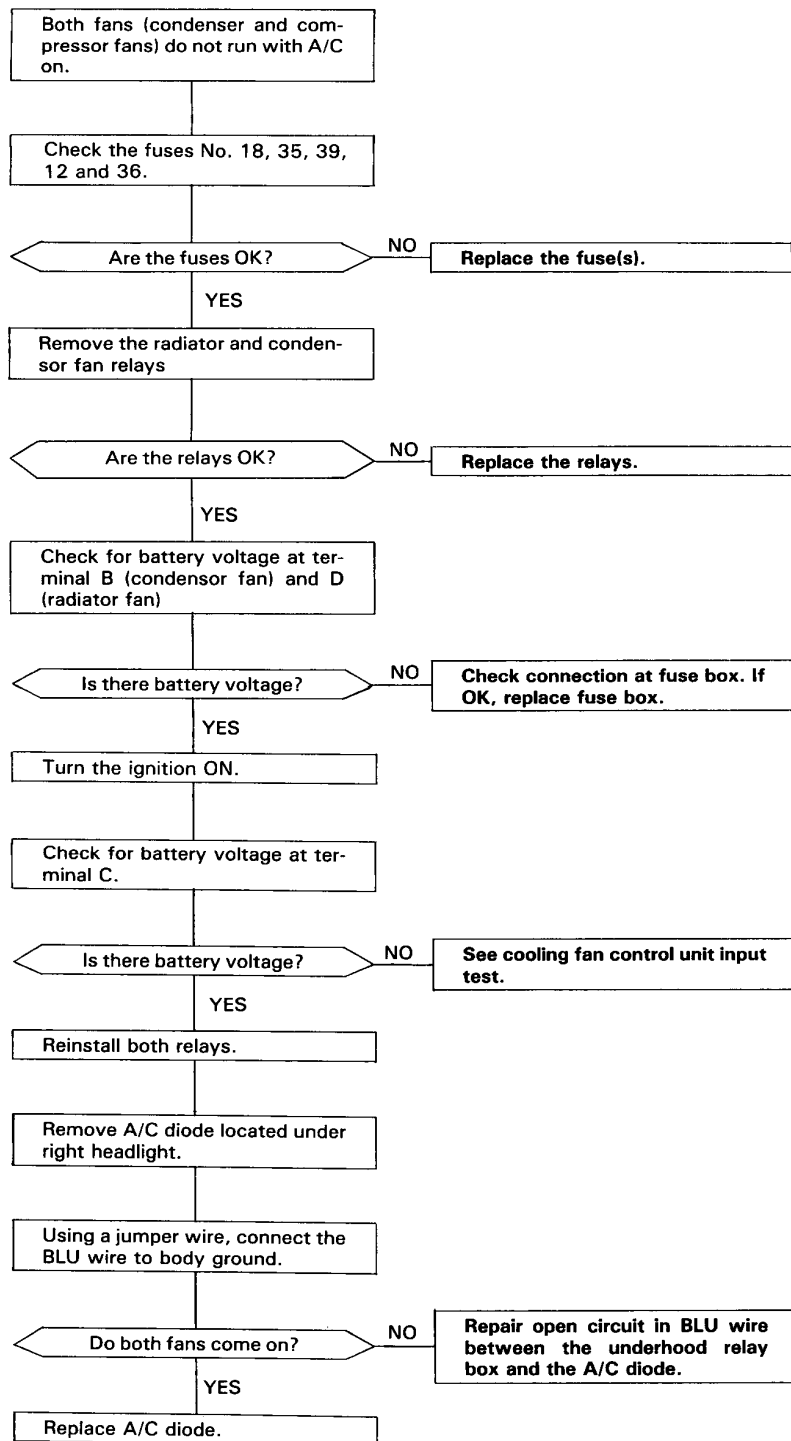 Both fans (condenser and com-
pressor fans) do not run with A/C
on.
Check the fuses No. 18, 35, 39,
12 and 36.
Are the fuses OK?
NO
Replace the fuse(s).
YES
Remove the radiator and conden-
sor fan relays
Are the relays OK?
NO
Replace the relays.
YES
Check for battery voltage at ter-
minal B (condensor fan) and D
(radiator fan)
Is there battery voltage?
NO
Check connection at fuse box. If
OK, replace fuse box.
YES
Turn the ignition ON.
Check for battery voltage at ter-
minal C.
Is there battery voltage?
NO
See cooling fan control unit input
test.
YES
Reinstall both relays.
Remove A/C diode located under
right headlight.
Using a jumper wire, connect the
BLU wire to body ground.
Do both fans come on?
NO
Repair open circuit in BLU wire
between the underhood relay
box and the A/C diode.
YES
Replace A/C diode.